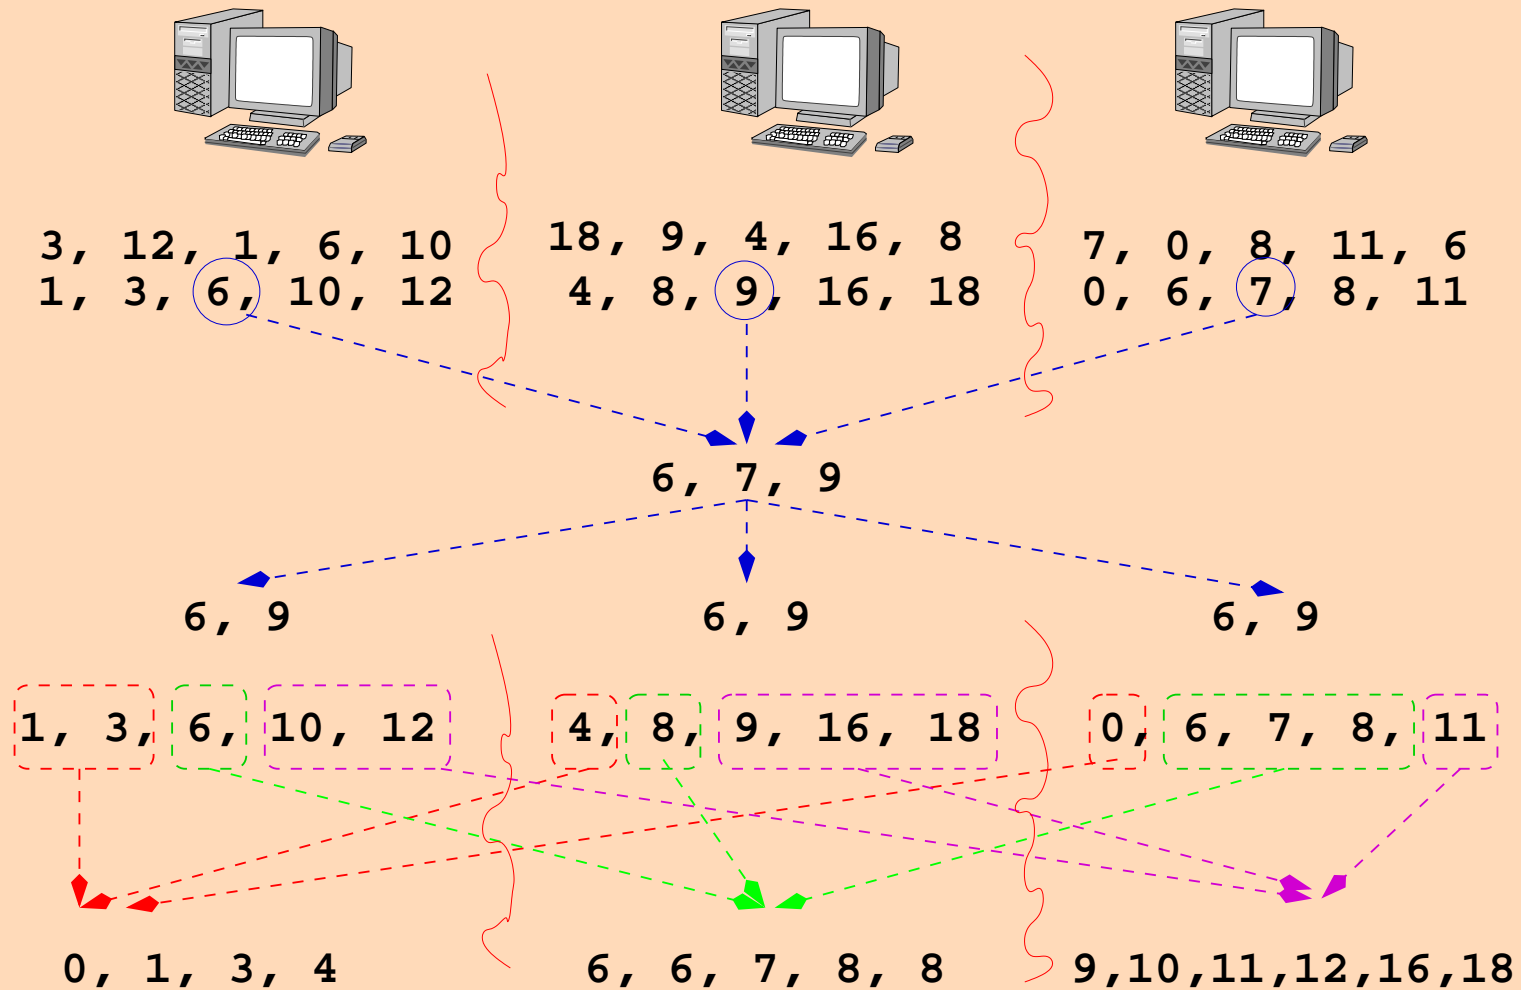 3, 12, 1, 6, 10
1, 3, 6, 10, 12
18, 9, 4, 16, 8
4, 8, 9, 16, 18
7, 0, 8, 11, 6
0, 6, 7, 8, 11
6, 7, 9
6, 9
6, 9
6, 9
1, 3, 6, 10, 12
4, 8, 9, 16, 18
0, 6, 7, 8, 11
0, 1, 3, 4
6, 6, 7, 8, 8
9,10,11,12,16,18